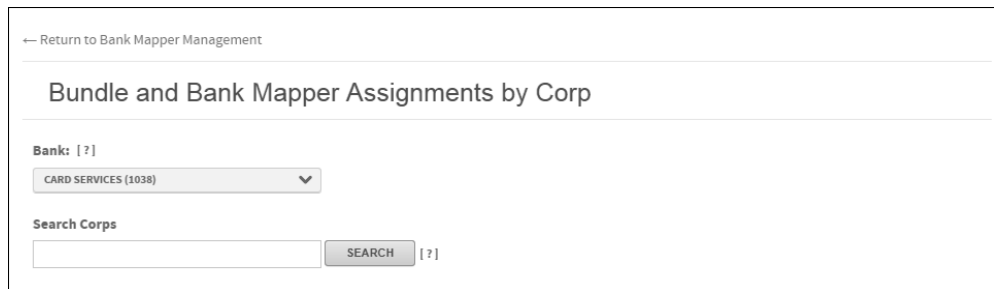 ← Return to Bank Mapper Management
Bundle and Bank Mapper Assignments by Corp
Bank: [?]
CARD SERVICES (1038)
Search Corps
SEARCH [?]